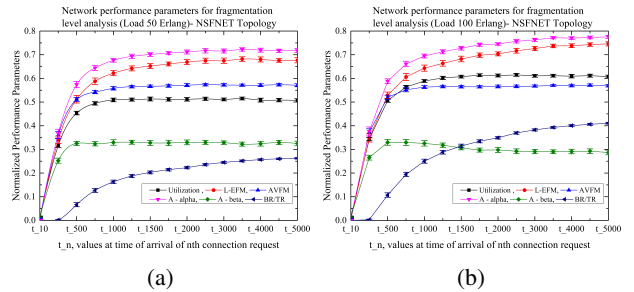 Network performance parameters for fragmentation
level analysis (Load 50 Erlang)- NSFNET Topology
Normalized Performance Parameters
0.8
0.7
0.6
0.5
0.4
0.3
0.2
0.1
0.0
Utilization , L-EFM, AVFM
A - alpha, A - beta, BR/TR
t_10 t_500 t_1000 t_2000 t_3000 t_4000 t_5000
t_n, values at time of arrival of nth connection request
(a)
Network performance parameters for fragmentation
level analysis (Load 100 Erlang)- NSFNET Topology
Normalized Performance Parameters
0.8
0.7
0.6
0.5
0.4
0.3
0.2
0.1
0.0
Utilization , L-EFM, AVFM
A - alpha, A - beta, BR/TR
t_10 t_500 t_1000 t_2000 t_3000 t_4000 t_5000
t_n, values at time of arrival of nth connection request
(b)